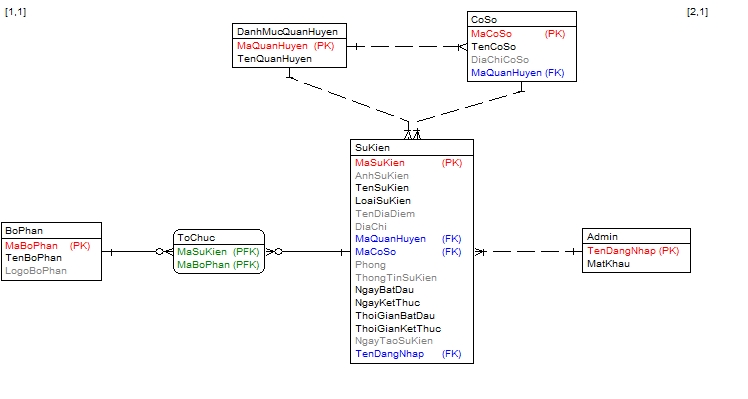 [1,1]
[2,1]
DanhMucQuanHuyen
MaQuanHuyen (PK)
TenQuanHuyen
CoSo
MaCoSo (PK)
TenCoSo
DiaChiCoSo
MaQuanHuyen (FK)
SuKien
MaSuKien (PK)
AnhSuKien
TenSuKien
LoaiSuKien
TenDiaDiem
DiaChi
MaQuanHuyen (FK)
MaCoSo (FK)
Phong
ThongTinSuKien
NgayBatDau
NgayKetThuc
ThoiGianBatDau
ThoiGianKetThuc
NgayTaoSuKien
TenDangNhap (FK)
BoPhan
MaBoPhan (PK)
TenBoPhan
LogoBoPhan
ToChuc
MaSuKien (PFK)
MaBoPhan (PFK)
Admin
TenDangNhap (PK)
MatKhau